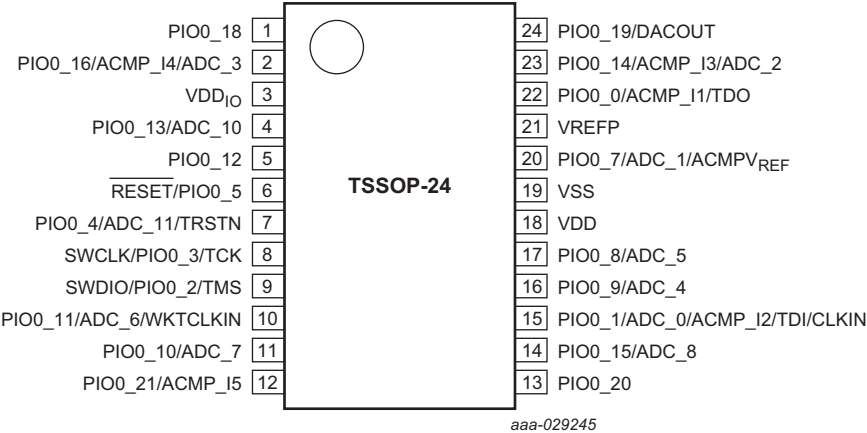 PIO0_18 1
PIO0_16/ACMP_I4/ADC_3 2
VDDIO 3
PIO0_13/ADC_10 4
PIO0_12 5
RESET/PIO0_5 6
PIO0_4/ADC_11/TRSTN 7
SWCLK/PIO0_3/TCK 8
SWDIO/PIO0_2/TMS 9
PIO0_11/ADC_6/WKTCLKIN 10
PIO0_10/ADC_7 11
PIO0_21/ACMP_I5 12
TSSOP-24
24 PIO0_19/DACOUT
23 PIO0_14/ACMP_I3/ADC_2
22 PIO0_0/ACMP_I1/TDO
21 VREFP
20 PIO0_7/ADC_1/ACMPVREF
19 VSS
18 VDD
17 PIO0_8/ADC_5
16 PIO0_9/ADC_4
15 PIO0_1/ADC_0/ACMP_I2/TDI/CLKIN
14 PIO0_15/ADC_8
13 PIO0_20
aaa-029245